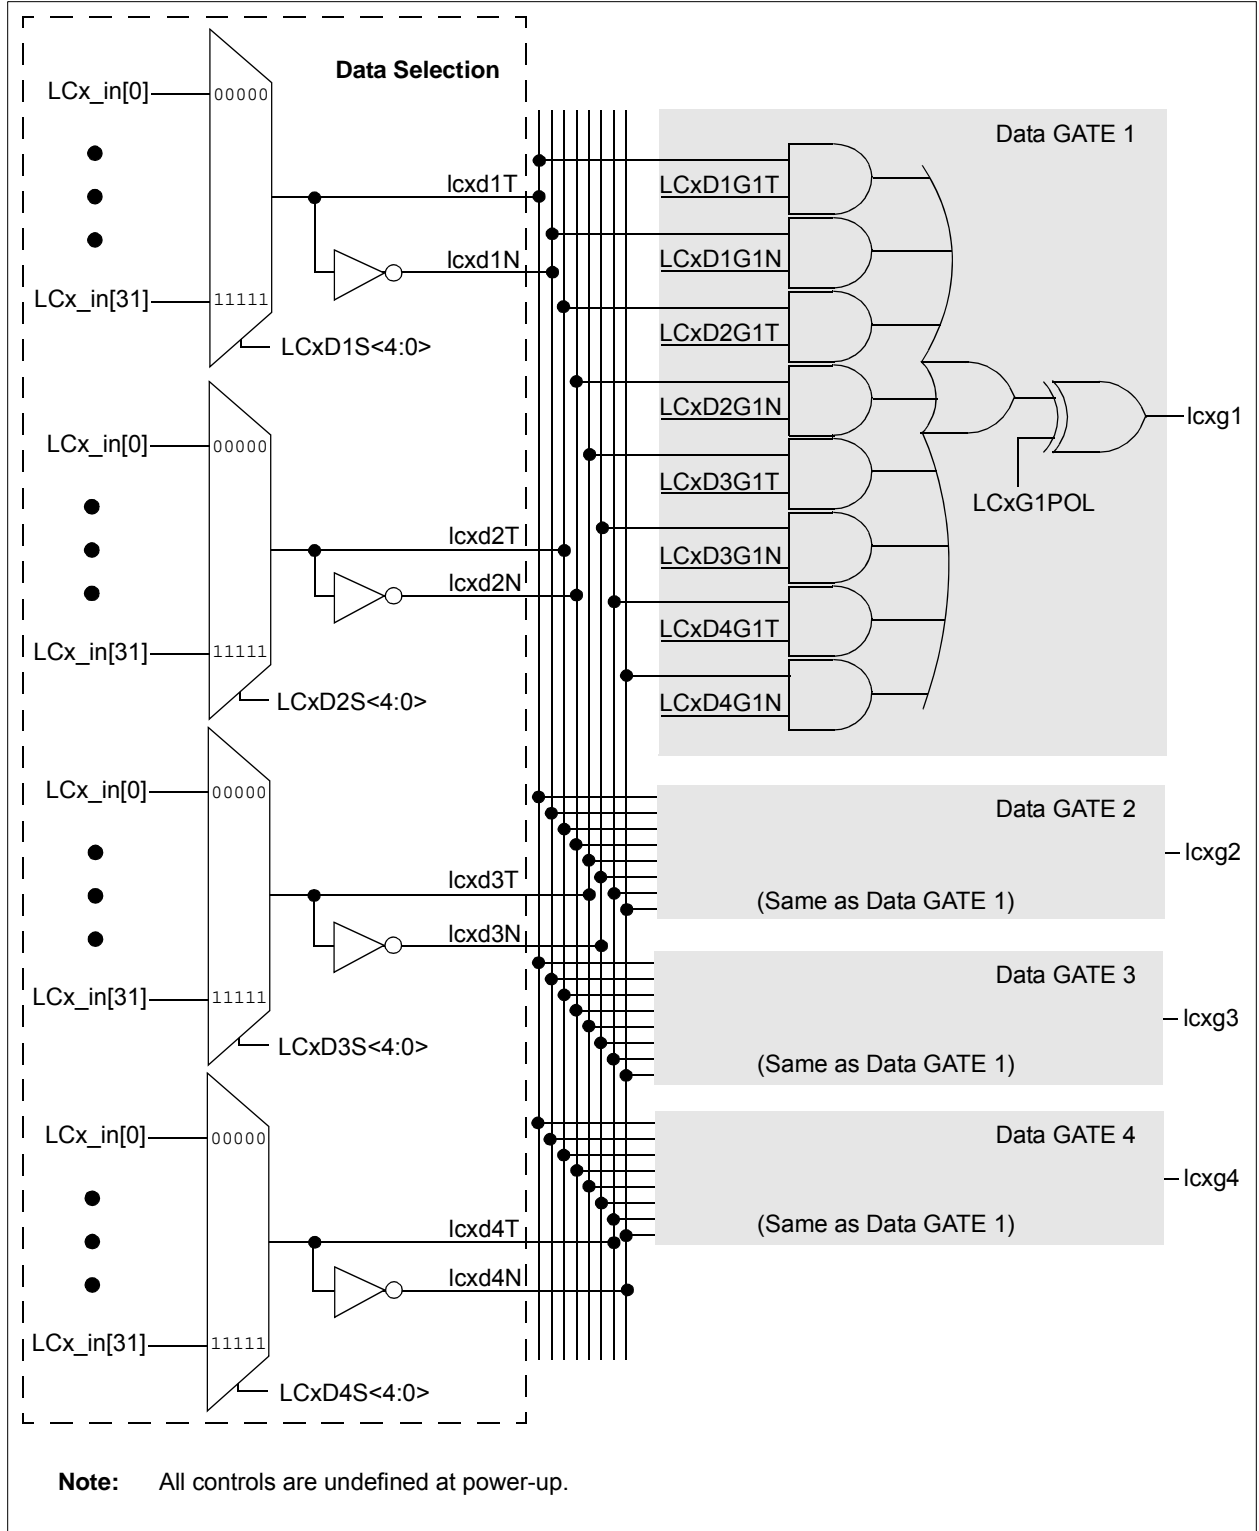 Data Selection
LCx_in[0]
00000
LCx_in[31]
11111
LCxD1S<4:0>
lcxd1T
lcxd1N
LCx_in[0]
00000
LCx_in[31]
11111
LCxD2S<4:0>
lcxd2T
lcxd2N
LCx_in[0]
00000
LCx_in[31]
11111
LCxD3S<4:0>
lcxd3T
lcxd3N
LCx_in[0]
00000
LCx_in[31]
11111
LCxD4S<4:0>
lcxd4T
lcxd4N
Data GATE 1
LCxD1G1T
LCxD1G1N
LCxD2G1T
LCxD2G1N
LCxD3G1T
LCxD3G1N
LCxD4G1T
LCxD4G1N
LCxG1POL
lcxg1
Data GATE 2
(Same as Data GATE 1)
lcxg2
Data GATE 3
(Same as Data GATE 1)
lcxg3
Data GATE 4
(Same as Data GATE 1)
lcxg4
Note: All controls are undefined at power-up.